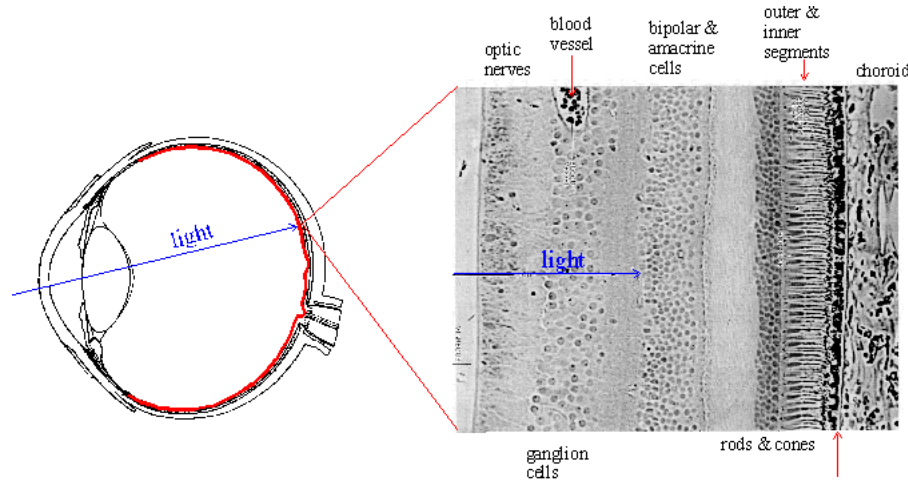 optic
nerves
blood
vessel
bipolar &
amacrine
cells
outer &
inner
segments
choroid
light
light
ganglion
cells
rods & cones